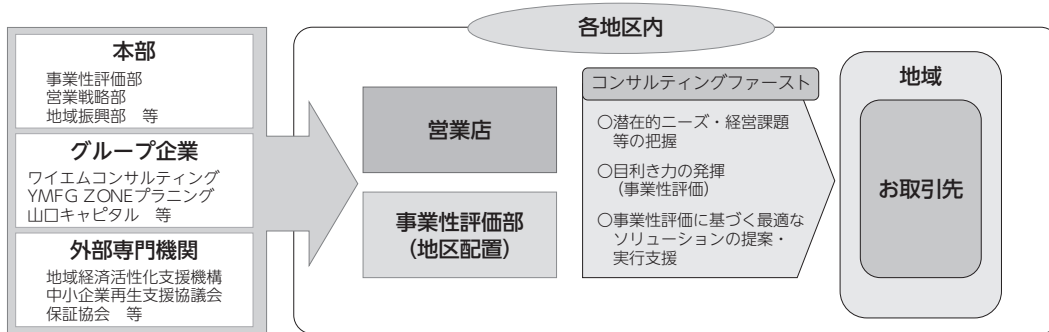 各地区内
本部
事業性評価部
営業戦略部
地域振興部　等
グループ企業
ワイエムコンサルティング
YMFG ZONEプラニング
山口キャピタル　等
外部専門機関
地域経済活性化支援機構
中小企業再生支援協議会
保証協会　等
営業店
事業性評価部
（地区配置）
コンサルティングファースト
○潜在的ニーズ・経営課題
等の把握
○目利き力の発揮
（事業性評価）
○事業性評価に基づく最適な
ソリューションの提案・
実行支援
地域
お取引先